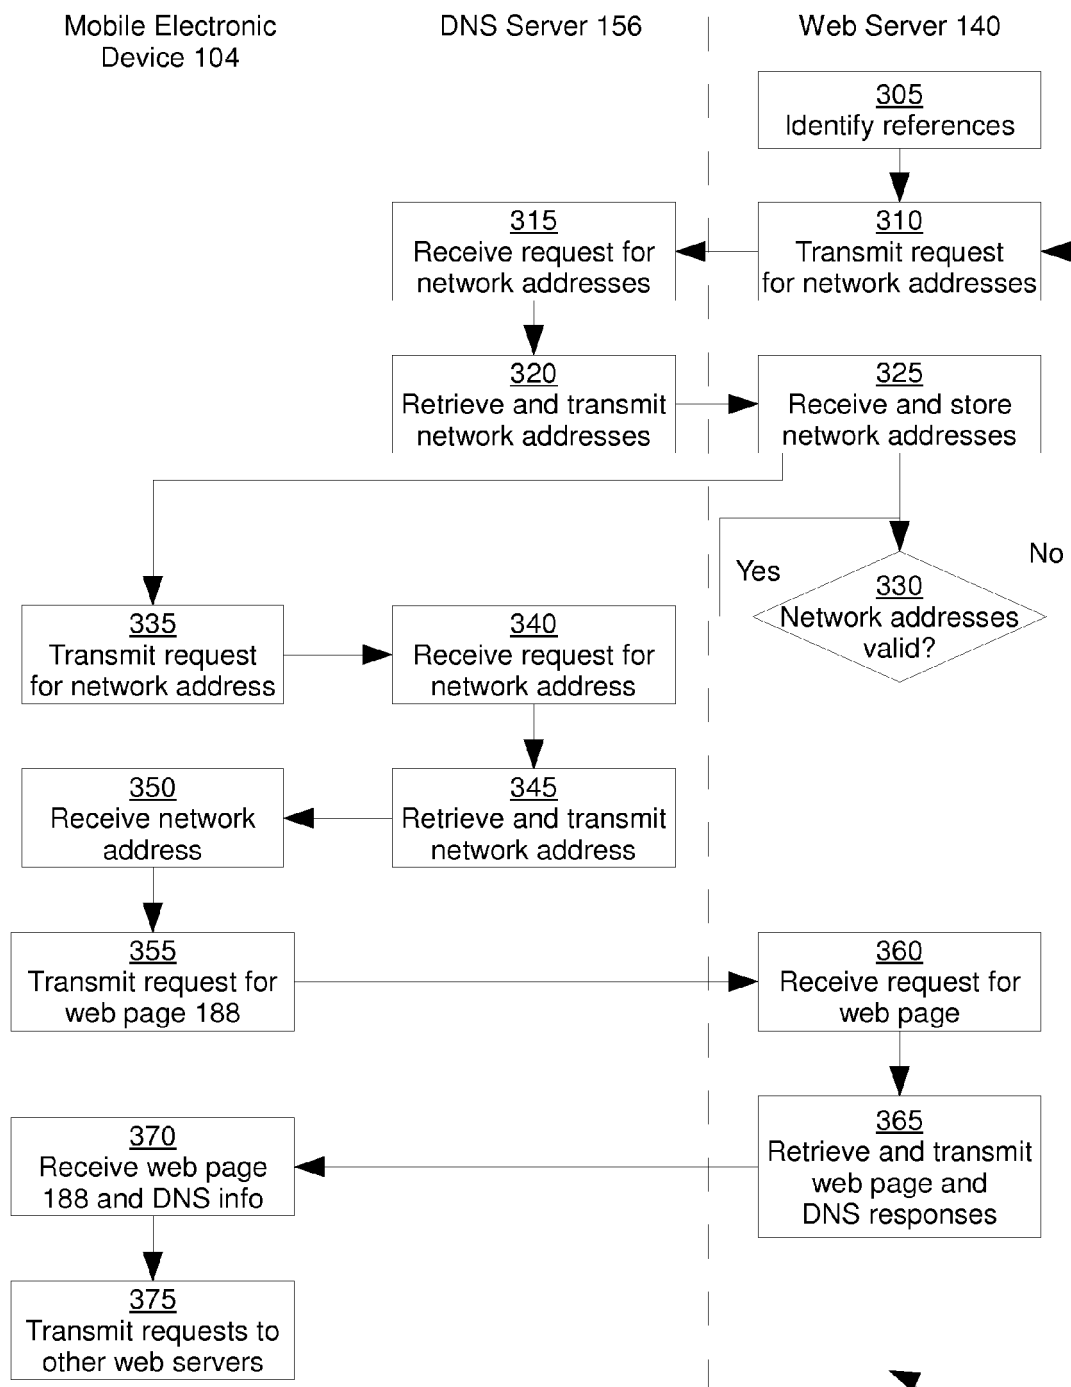 Mobile Electronic
Device 104
DNS Server 156
Web Server 140
305
Identify references
315
Receive request for
network addresses
310
Transmit request
for network addresses
320
Retrieve and transmit
network addresses
325
Receive and store
network addresses
Yes
No
330
Network addresses
valid?
335
Transmit request
for network address
340
Receive request for
network address
350
Receive network
address
345
Retrieve and transmit
network address
355
Transmit request for
web page 188
360
Receive request for
web page
370
Receive web page
188 and DNS info
365
Retrieve and transmit
web page and
DNS responses
375
Transmit requests to
other web servers